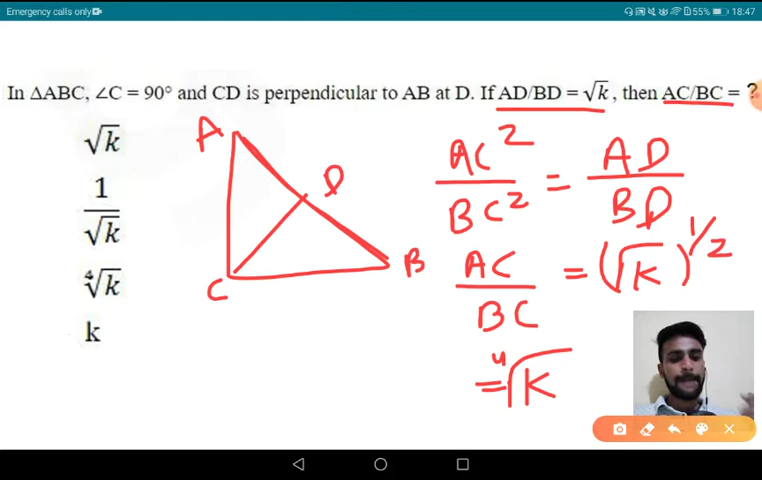 Emergency calls only
55% 18:47
In ΔABC, ∠C = 90° and CD is perpendicular to AB at D. If AD/BD = √k, then AC/BC = ?
√k
1/√k
∜k
k
A
D
B
C
AC²/BC² = AD/BD
AC/BC = (√K)^1/2
= ∜K